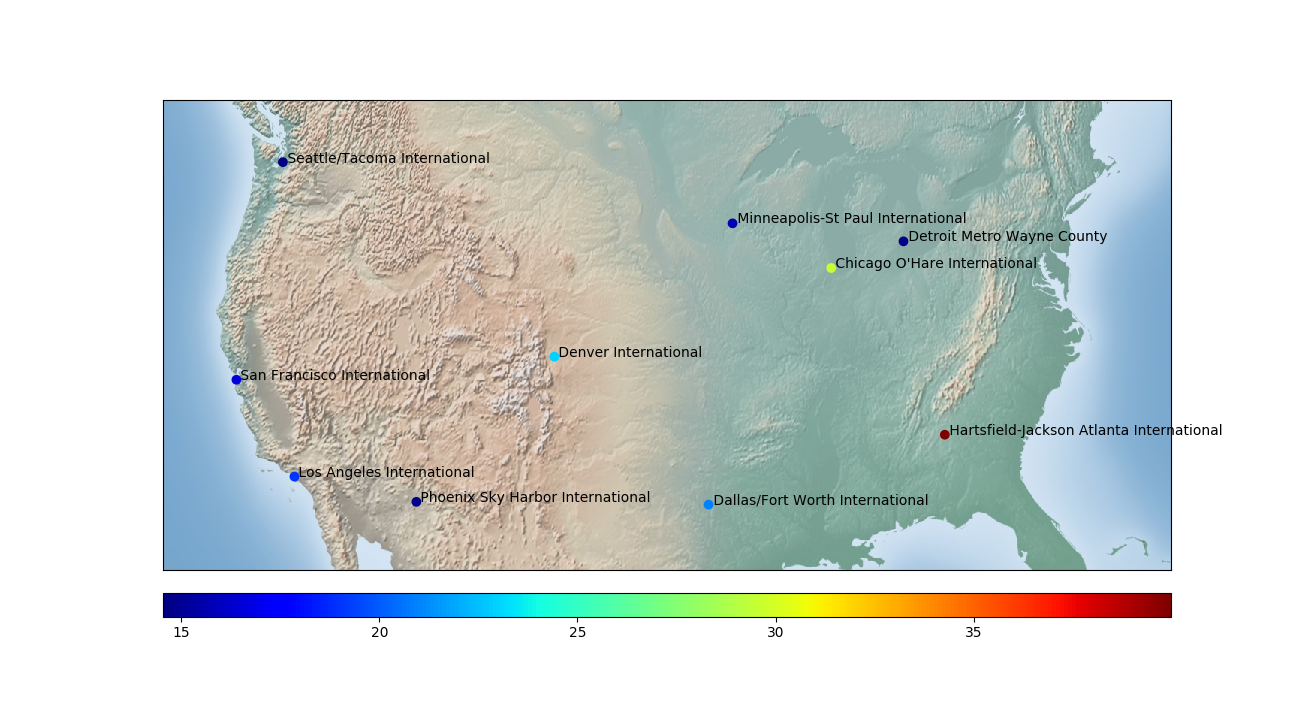 Seattle/Tacoma International
Minneapolis-St Paul International
Detroit Metro Wayne County
Chicago O'Hare International
Denver International
San Francisco International
Hartsfield-Jackson Atlanta International
Los Angeles International
Phoenix Sky Harbor International
Dallas/Fort Worth International
15 20 25 30 35